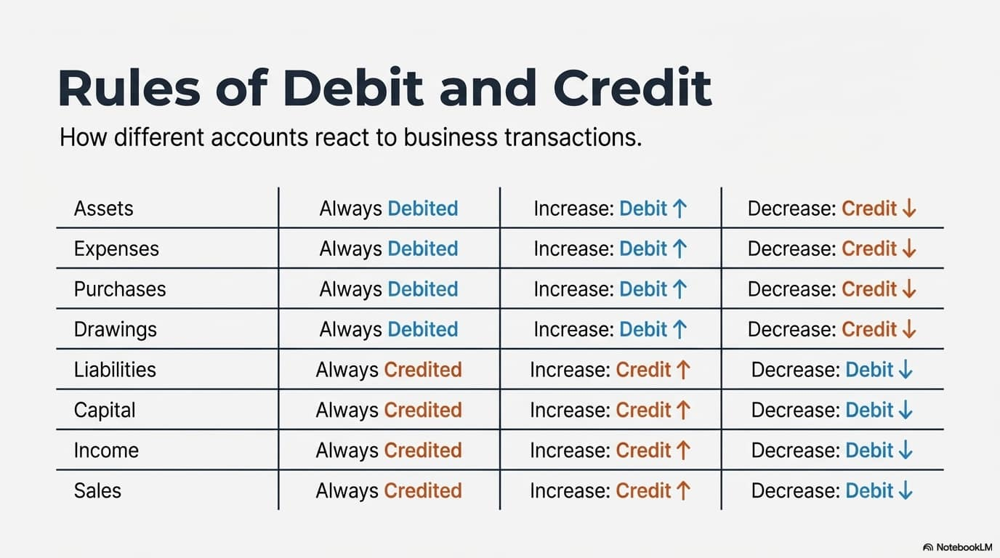 Rules of Debit and Credit
How different accounts react to business transactions.
Assets Always Debited Increase: Debit ↑ Decrease: Credit ↓
Expenses Always Debited Increase: Debit ↑ Decrease: Credit ↓
Purchases Always Debited Increase: Debit ↑ Decrease: Credit ↓
Drawings Always Debited Increase: Debit ↑ Decrease: Credit ↓
Liabilities Always Credited Increase: Credit ↑ Decrease: Debit ↓
Capital Always Credited Increase: Credit ↑ Decrease: Debit ↓
Income Always Credited Increase: Credit ↑ Decrease: Debit ↓
Sales Always Credited Increase: Credit ↑ Decrease: Debit ↓
NotebookLM